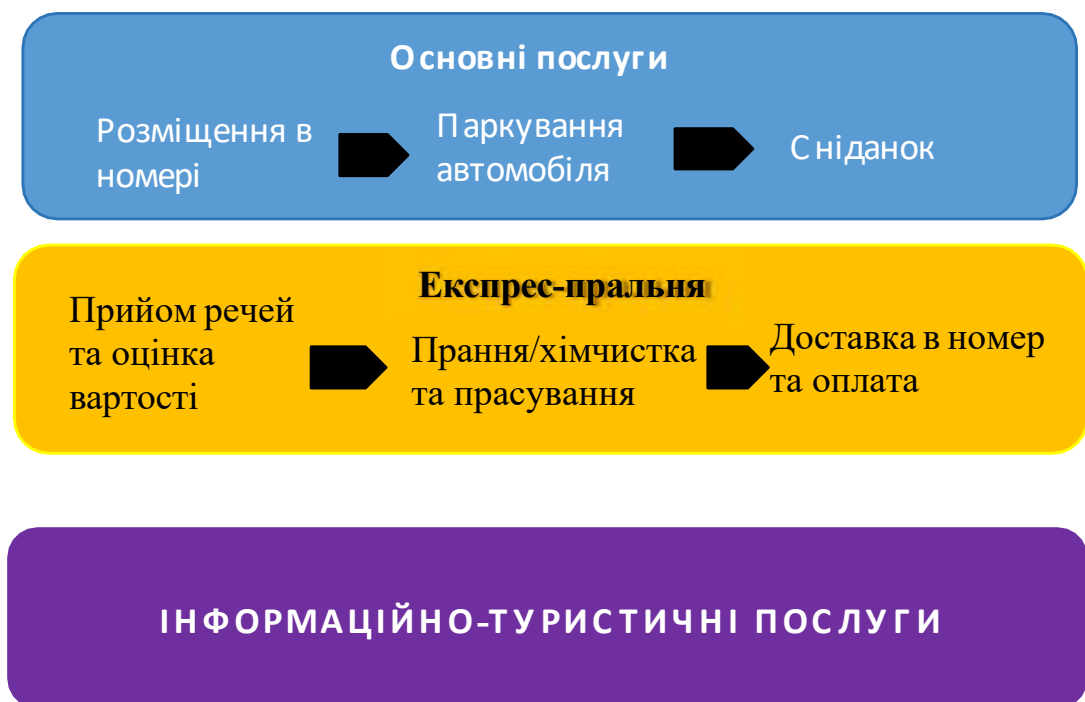 Основні послуги
Розміщення в
номері
Паркування
автомобіля
Сніданок
Експрес-пральня
Прийом речей
та оцінка
вартості
Прання/хімчистка
та прасування
Доставка в номер
та оплата
ІНФОРМАЦІЙНО-ТУРИСТИЧНІ ПОСЛУГИ